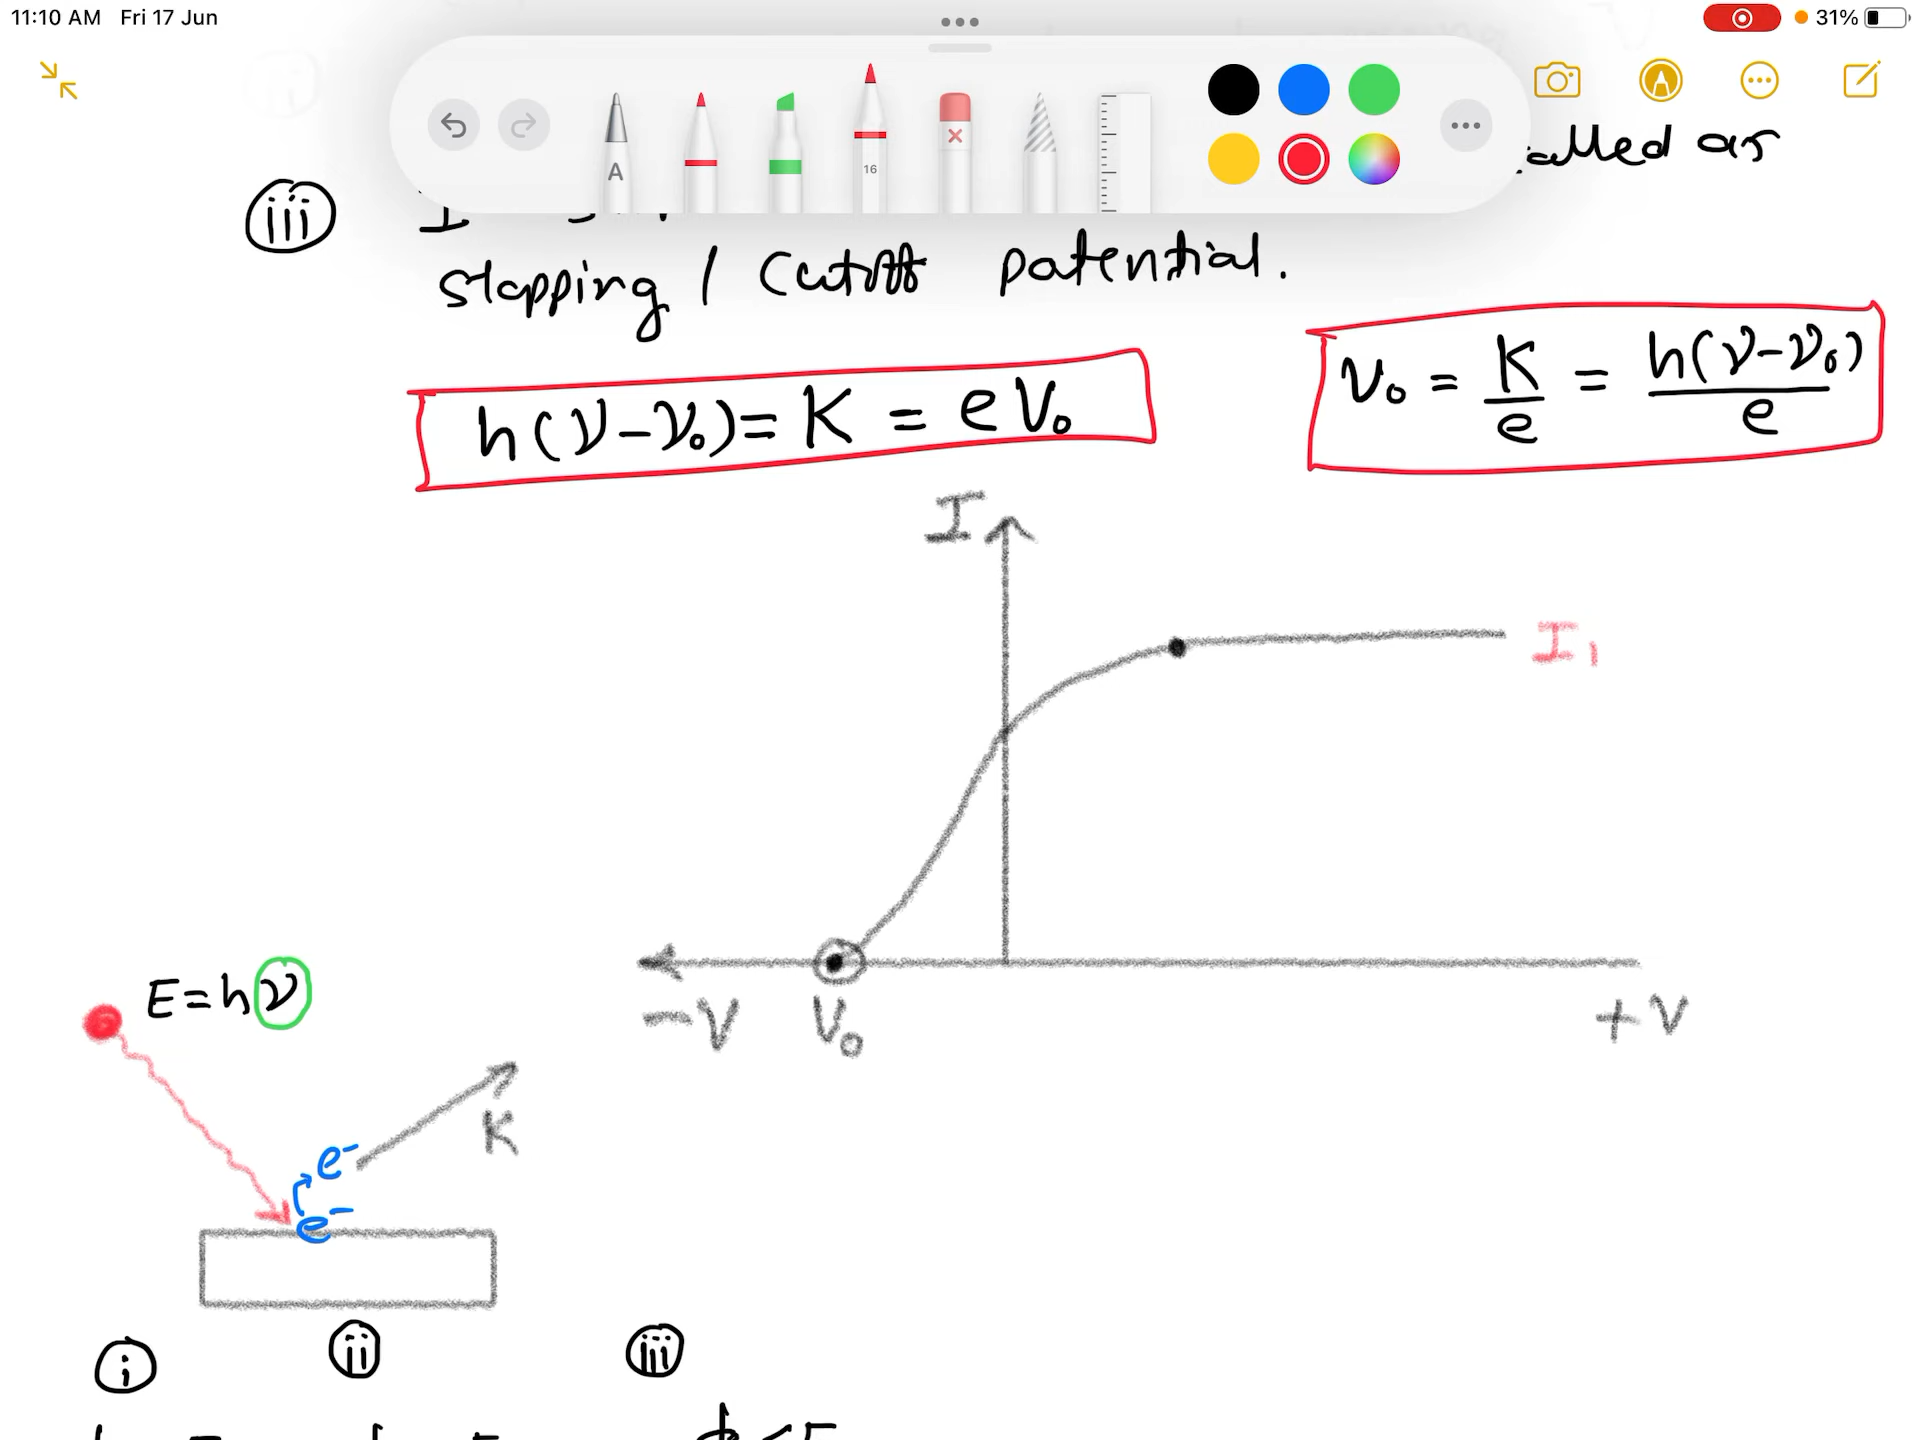 11:10 AM Fri 17 Jun
31%
A
16
alled as
iii
stopping / Cutoff potential.
h(ν-ν₀) = K = eV₀
V₀ = K/e = h(ν-ν₀)/e
I
I₁
E = hν
-V
V₀
+V
K
e⁻
e⁻
i
ii
iii